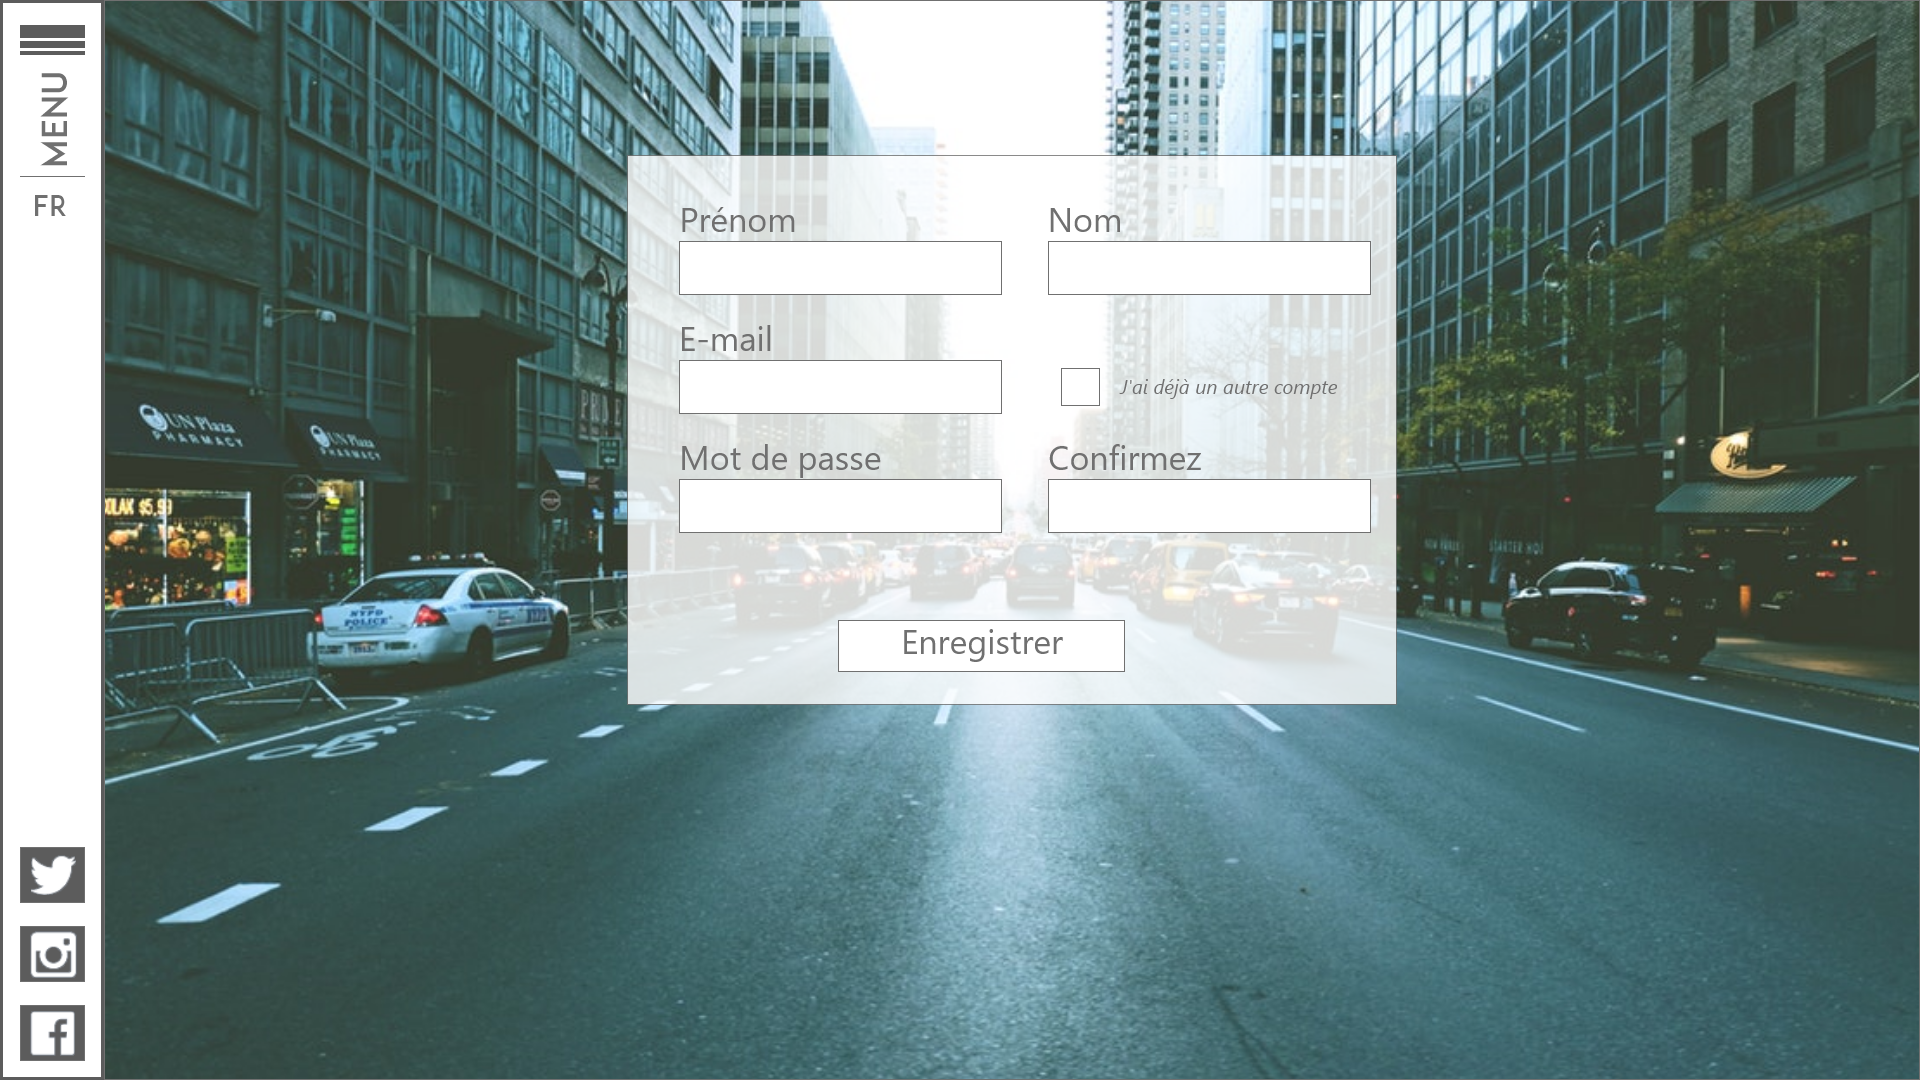 MENU
FR
Prénom
Nom
E-mail
J'ai déjà un autre compte
Mot de passe
Confirmez
Enregistrer
UN Plaza
PHARMACY
UN Plaza
PHARMACY
NYPD
POLICE